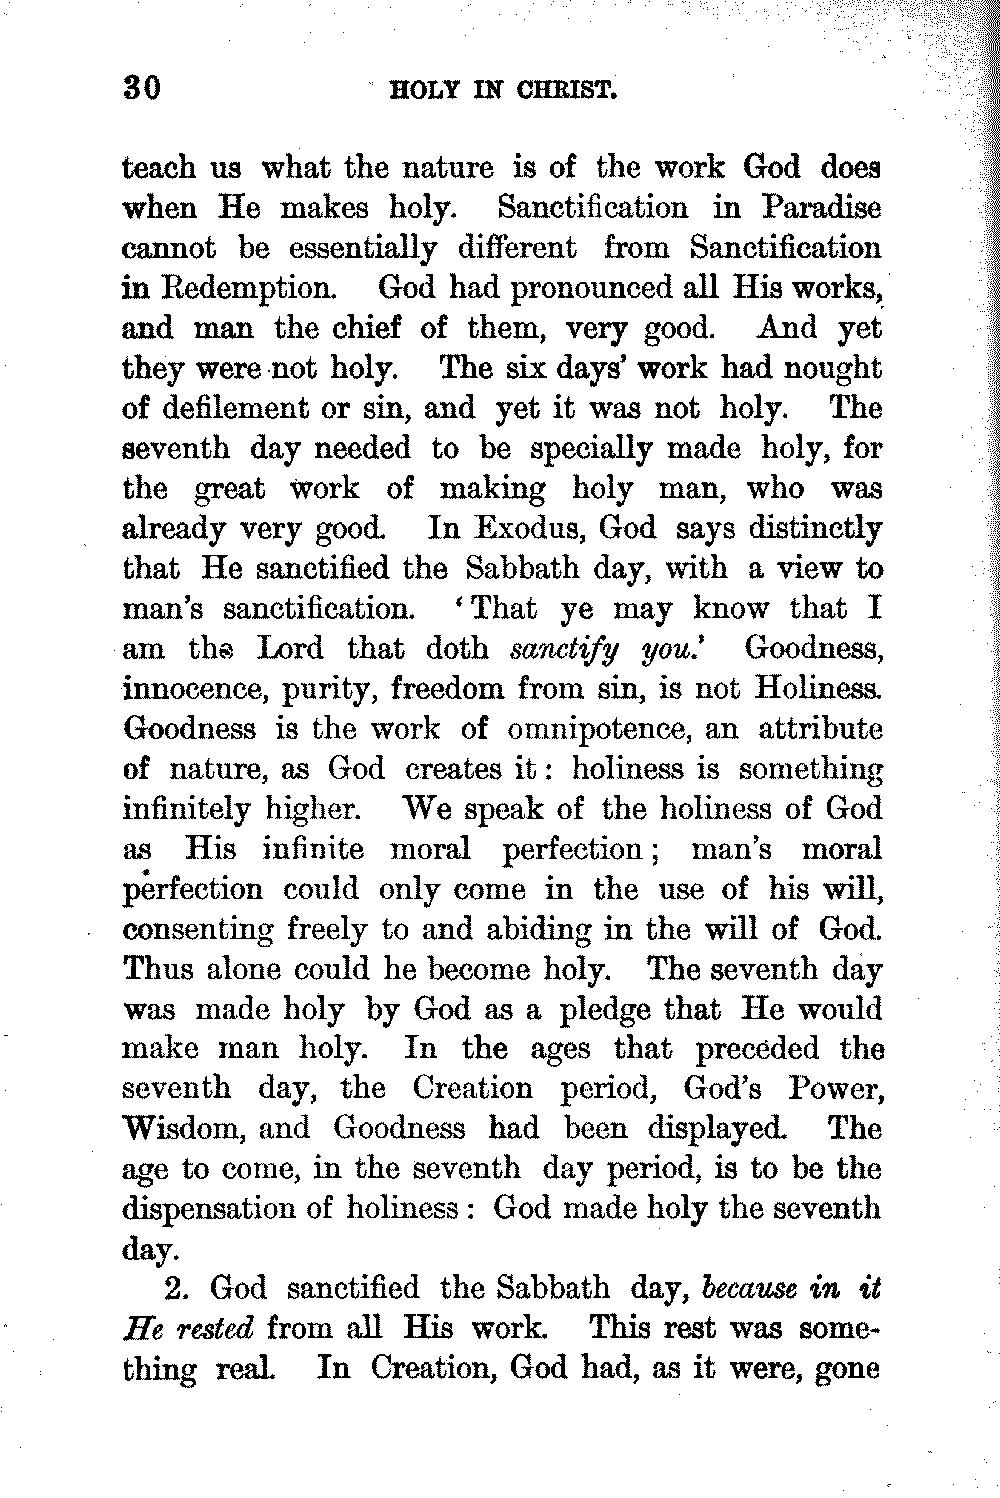 30 HOLY IN CHRIST.
teach us what the nature is of the work God does
when He makes holy. Sanctification in Paradise
cannot be essentially different from Sanctification
in Redemption. God had pronounced all His works,
and man the chief of them, very good. And yet
they were not holy. The six days' work had nought
of defilement or sin, and yet it was not holy. The
seventh day needed to be specially made holy, for
the great work of making holy man, who was
already very good. In Exodus, God says distinctly
that He sanctified the Sabbath day, with a view to
man's sanctification. 'That ye may know that I
am the Lord that doth sanctify you.' Goodness,
innocence, purity, freedom from sin, is not Holiness.
Goodness is the work of omnipotence, an attribute
of nature, as God creates it: holiness is something
infinitely higher. We speak of the holiness of God
as His infinite moral perfection; man's moral
perfection could only come in the use of his will,
consenting freely to and abiding in the will of God.
Thus alone could he become holy. The seventh day
was made holy by God as a pledge that He would
make man holy. In the ages that preceded the
seventh day, the Creation period, God's Power,
Wisdom, and Goodness had been displayed. The
age to come, in the seventh day period, is to be the
dispensation of holiness: God made holy the seventh
day.
2. God sanctified the Sabbath day, because in it
He rested from all His work. This rest was some-
thing real. In Creation, God had, as it were, gone